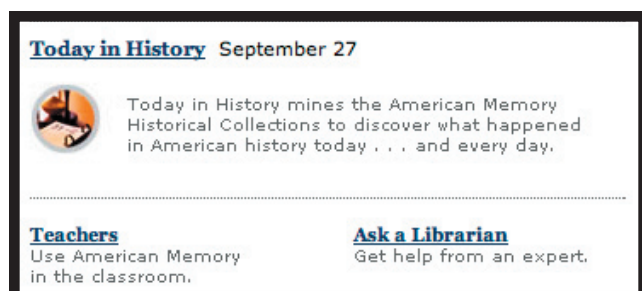 Today in History September 27
Today in History mines the American Memory
Historical Collections to discover what happened
in American history today . . . and every day.
Teachers
Use American Memory
in the classroom.
Ask a Librarian
Get help from an expert.